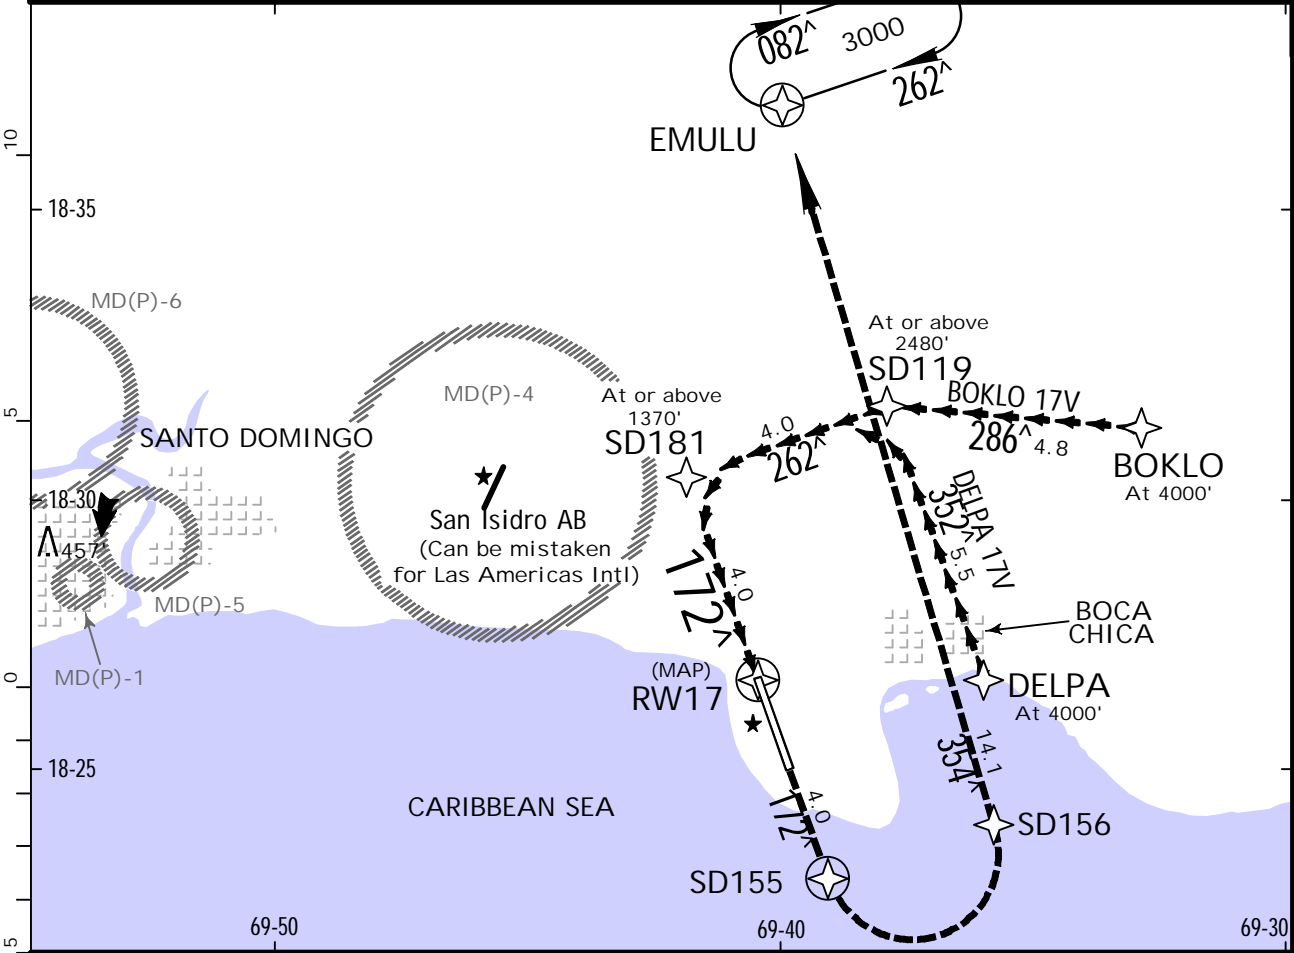 082^
3000
262^
EMULU
10
18-35
MD(P)-6
At or above
2480'
SD119
MD(P)-4
At or above
1370'
SD181
BOKLO 17V
286^
4.8
BOKLO
At 4000'
5
SANTO DOMINGO
4.0
262^
18-30
San Isidro AB
(Can be mistaken
for Las Americas Intl)
457'
DELPA 17V
352^
5.5
172^
4.0
MD(P)-5
BOCA
CHICA
MD(P)-1
0
(MAP)
RW17
DELPA
At 4000'
18-25
354^
14.1
CARIBBEAN SEA
172^
4.0
SD156
SD155
69-50
69-40
69-30
5